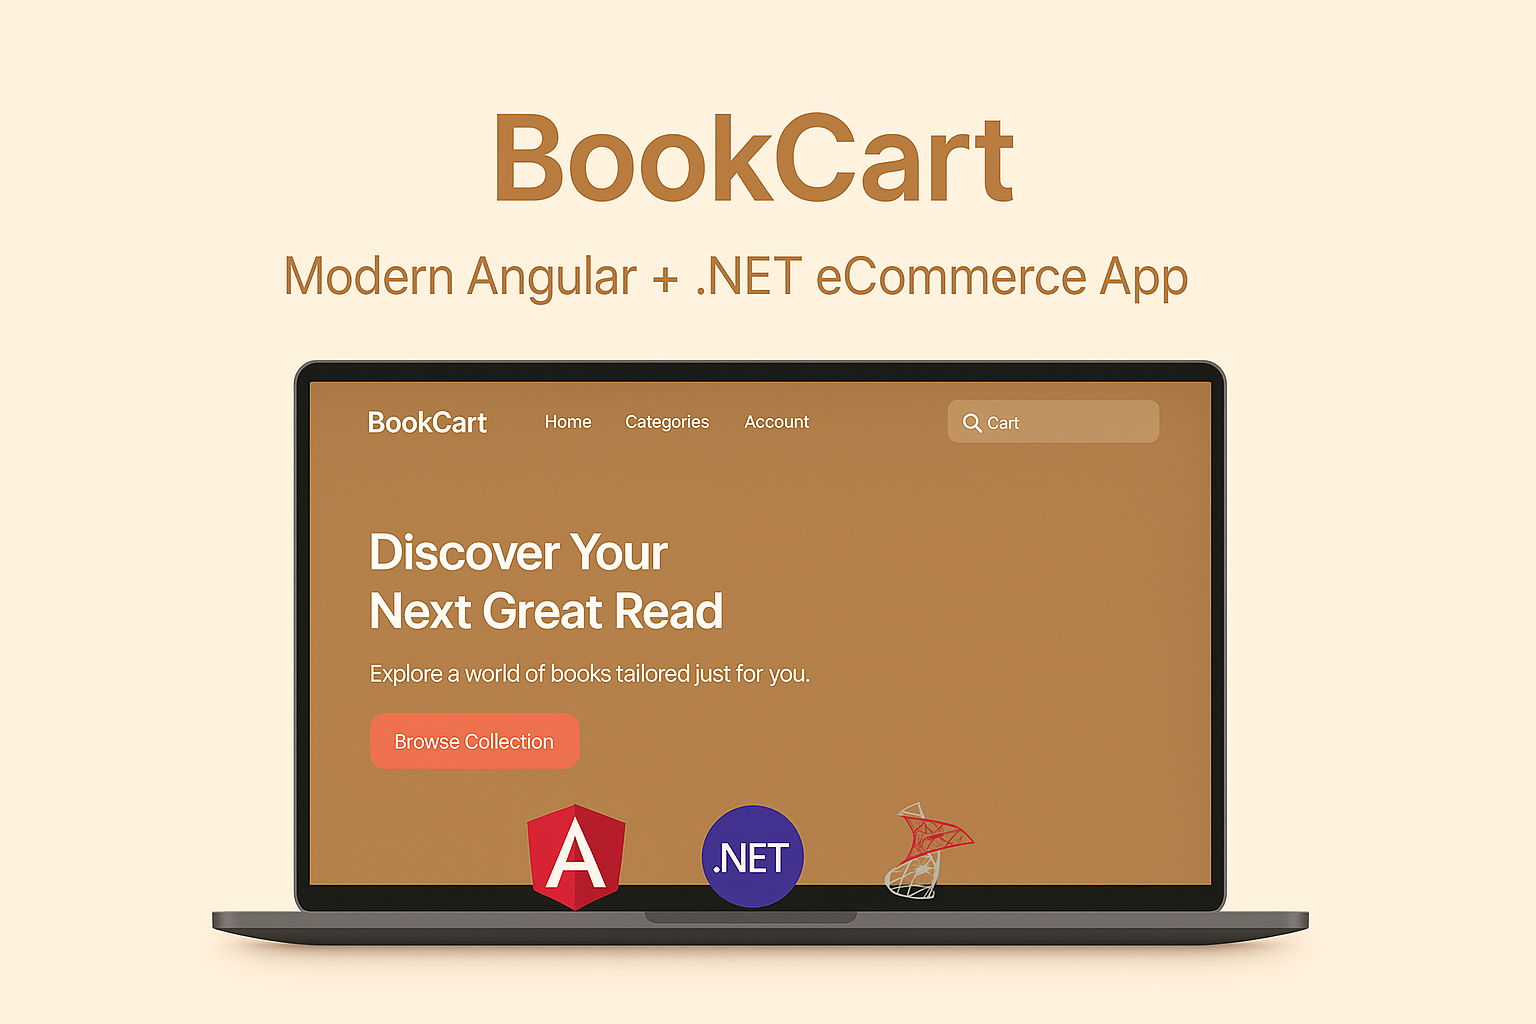 BookCart
Modern Angular + .NET eCommerce App
BookCart Home Categories Account Cart
Discover Your
Next Great Read
Explore a world of books tailored just for you.
Browse Collection
A .NET